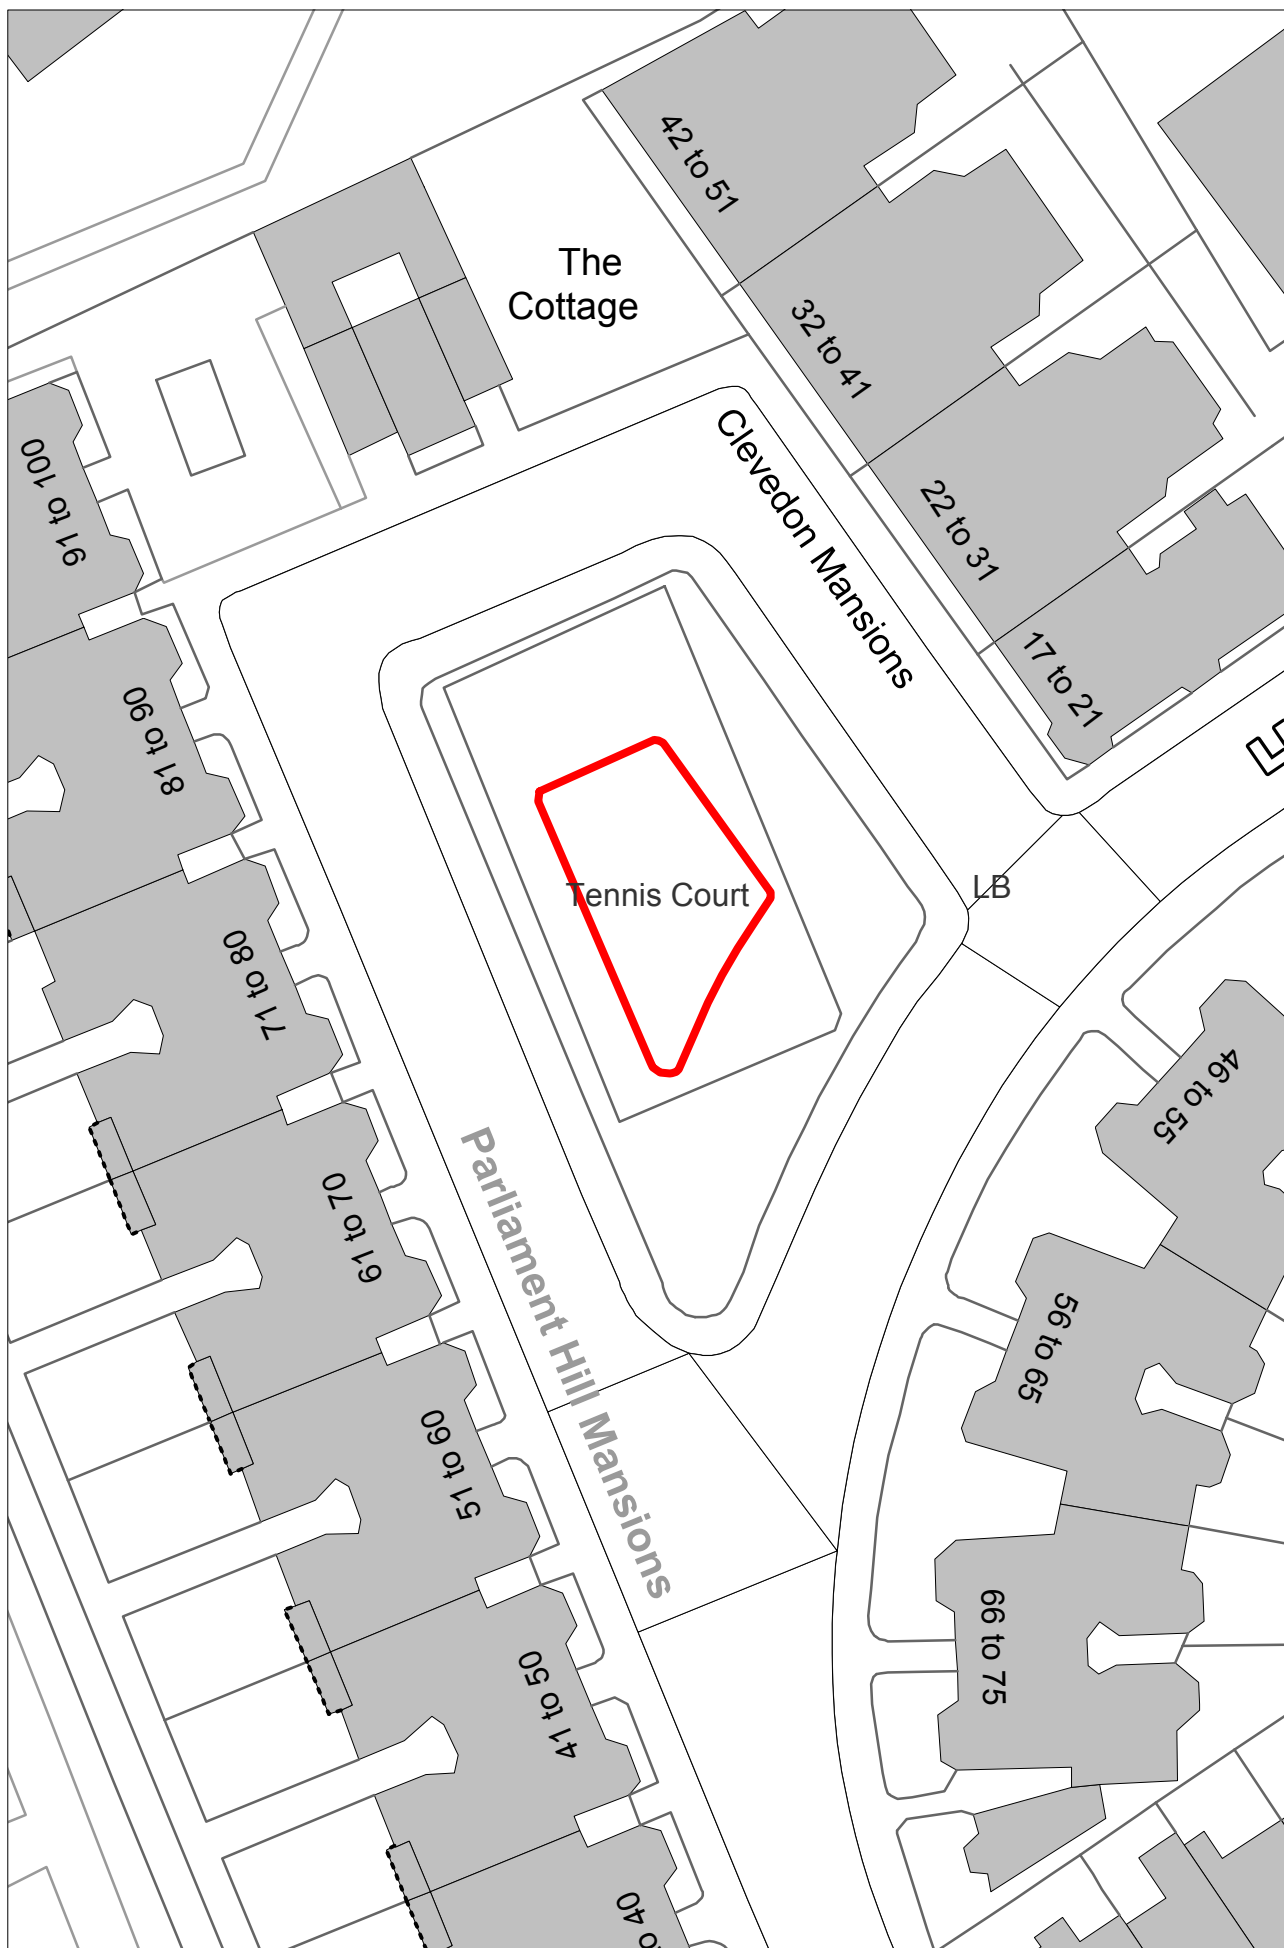 42 to 51
The
Cottage
32 to 41
Clevedon Mansions
91 to 100
22 to 31
17 to 21
81 to 90
E
Tennis Court
LB
71 to 80
46 to 55
Parliament Hill Mansions
61 to 70
56 to 65
51 to 60
66 to 75
41 to 50
40